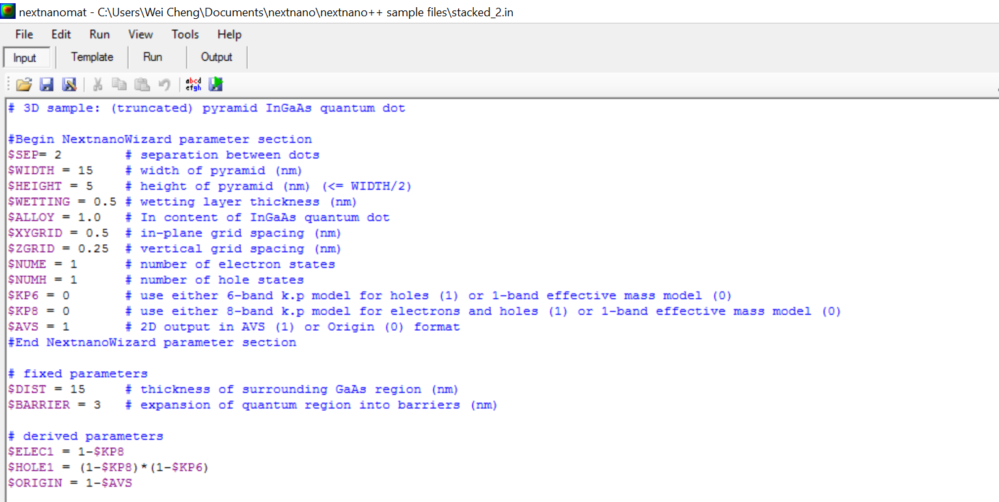 nextnanomat - C:\Users\Wei Cheng\Documents\nextnano\nextnano++ sample files\stacked_2.in
File Edit Run View Tools Help
Input Template Run Output
abcd
efgh
# 3D sample: (truncated) pyramid InGaAs quantum dot
#Begin NextnanoWizard parameter section
$SEP= 2 # separation between dots
$WIDTH = 15 # width of pyramid (nm)
$HEIGHT = 5 # height of pyramid (nm) (<= WIDTH/2)
$WETTING = 0.5 # wetting layer thickness (nm)
$ALLOY = 1.0 # In content of InGaAs quantum dot
$XYGRID = 0.5 # in-plane grid spacing (nm)
$ZGRID = 0.25 # vertical grid spacing (nm)
$NUME = 1 # number of electron states
$NUMH = 1 # number of hole states
$KP6 = 0 # use either 6-band k.p model for holes (1) or 1-band effective mass model (0)
$KP8 = 0 # use either 8-band k.p model for electrons and holes (1) or 1-band effective mass model (0)
$AVS = 1 # 2D output in AVS (1) or Origin (0) format
#End NextnanoWizard parameter section
# fixed parameters
$DIST = 15 # thickness of surrounding GaAs region (nm)
$BARRIER = 3 # expansion of quantum region into barriers (nm)
# derived parameters
$ELEC1 = 1-$KP8
$HOLE1 = (1-$KP8)*(1-$KP6)
$ORIGIN = 1-$AVS